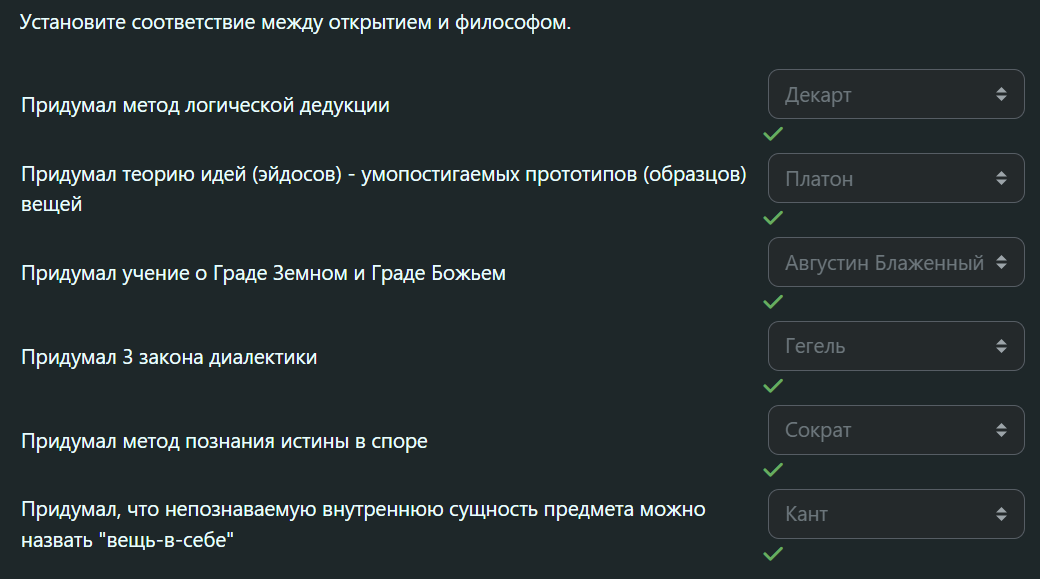 Установите соответствие между открытием и философом.
Придумал метод логической дедукции
Декарт
Придумал теорию идей (эйдосов) - умопостигаемых прототипов (образцов)
вещей
Платон
Придумал учение о Граде Земном и Граде Божьем
Августин Блаженный
Придумал 3 закона диалектики
Гегель
Придумал метод познания истины в споре
Сократ
Придумал, что непознаваемую внутреннюю сущность предмета можно
назвать "вещь-в-себе"
Кант